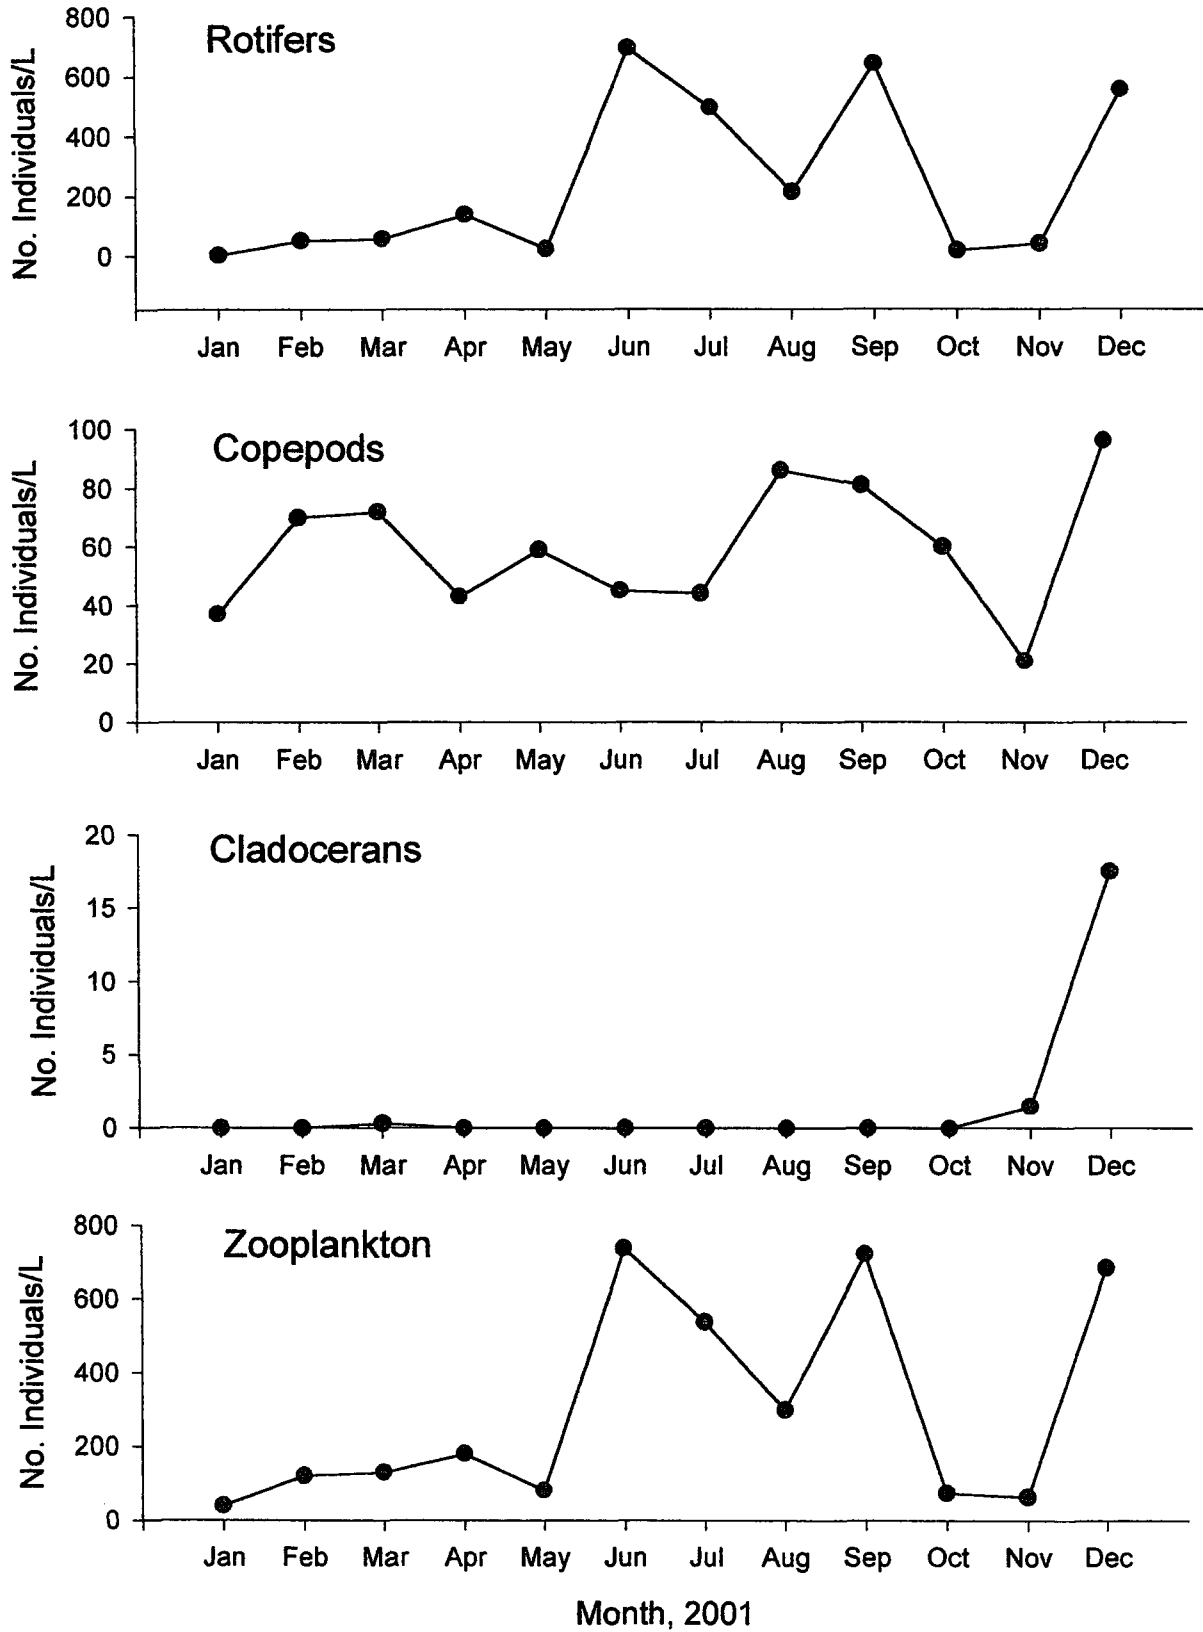 Rotifers
No. Individuals/L
800
600
400
200
0
Jan Feb Mar Apr May Jun Jul Aug Sep Oct Nov Dec
Copepods
No. Individuals/L
100
80
60
40
20
0
Jan Feb Mar Apr May Jun Jul Aug Sep Oct Nov Dec
Cladocerans
No. Individuals/L
20
15
10
5
0
Jan Feb Mar Apr May Jun Jul Aug Sep Oct Nov Dec
Zooplankton
No. Individuals/L
800
600
400
200
0
Jan Feb Mar Apr May Jun Jul Aug Sep Oct Nov Dec
Month, 2001